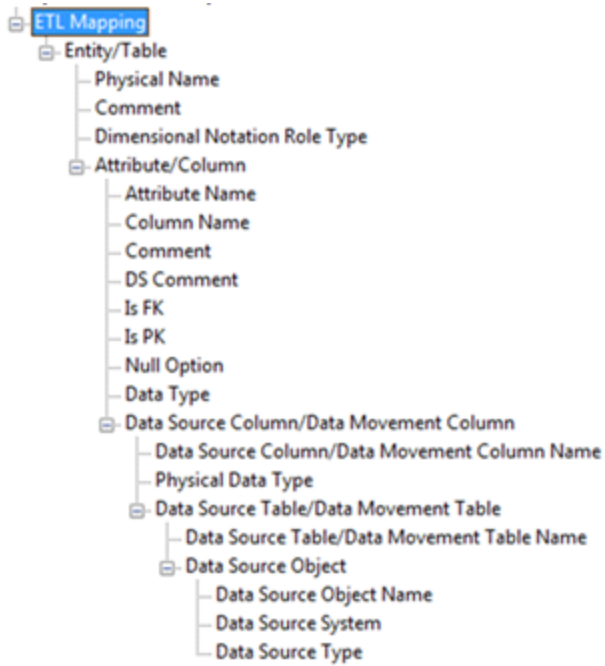 ETL Mapping
Entity/Table
Physical Name
Comment
Dimensional Notation Role Type
Attribute/Column
Attribute Name
Column Name
Comment
DS Comment
Is FK
Is PK
Null Option
Data Type
Data Source Column/Data Movement Column
Data Source Column/Data Movement Column Name
Physical Data Type
Data Source Table/Data Movement Table
Data Source Table/Data Movement Table Name
Data Source Object
Data Source Object Name
Data Source System
Data Source Type